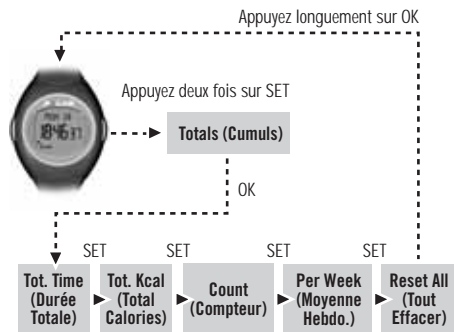 Appuyez longuement sur OK
Appuyez deux fois sur SET
Totals (Cumuls)
OK
SET SET SET SET
Tot. Time
(Durée
Totale)
Tot. Kcal
(Total
Calories)
Count
(Compteur)
Per Week
(Moyenne
Hebdo.)
Reset All
(Tout
Effacer)